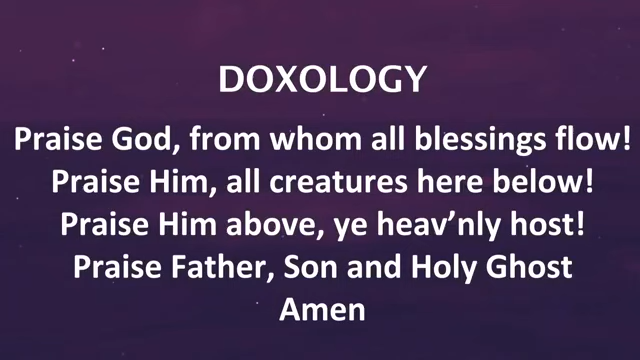 DOXOLOGY
Praise God, from whom all blessings flow!
Praise Him, all creatures here below!
Praise Him above, ye heav’nly host!
Praise Father, Son and Holy Ghost
Amen